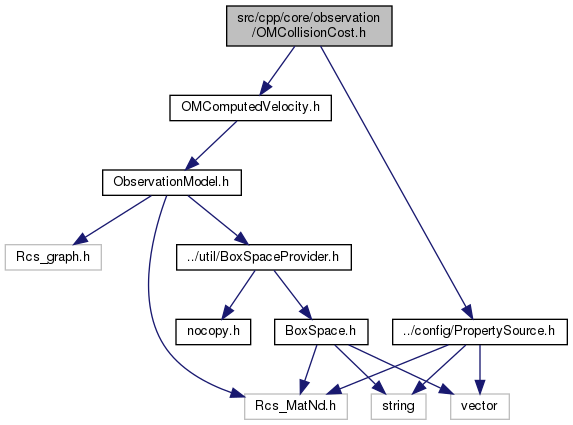 src/cpp/core/observation
/OMCollisionCost.h
OMComputedVelocity.h
ObservationModel.h
Rcs_graph.h
../util/BoxSpaceProvider.h
nocopy.h
BoxSpace.h
../config/PropertySource.h
Rcs_MatNd.h
string
vector